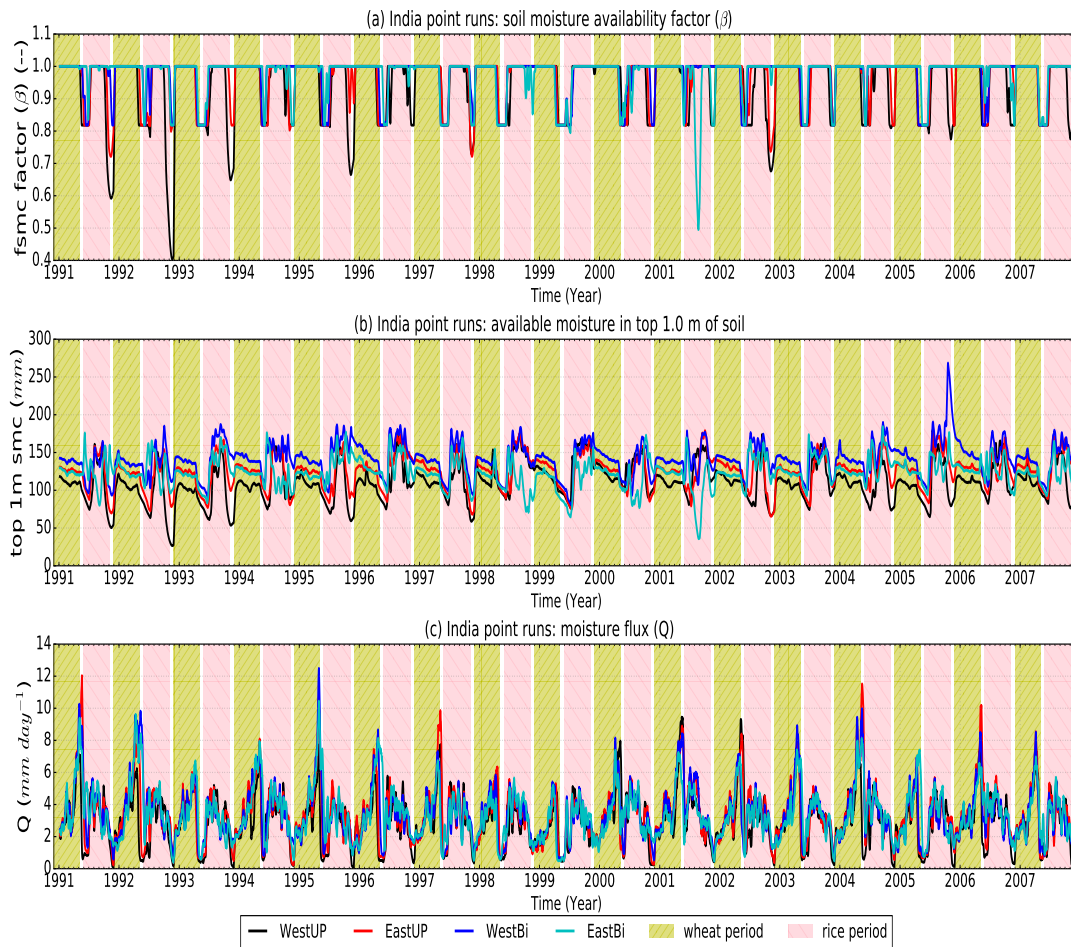 (a) India point runs: soil moisture availability factor (β)
fsmc factor (β) (--)
1.1
1.0
0.9
0.8
0.7
0.6
0.5
0.4
1991 1992 1993 1994 1995 1996 1997 1998 1999 2000 2001 2002 2003 2004 2005 2006 2007
Time (Year)
(b) India point runs: available moisture in top 1.0 m of soil
top 1m smc (mm)
300
250
200
150
100
50
0
1991 1992 1993 1994 1995 1996 1997 1998 1999 2000 2001 2002 2003 2004 2005 2006 2007
Time (Year)
(c) India point runs: moisture flux (Q)
Q (mm day⁻¹)
14
12
10
8
6
4
2
0
1991 1992 1993 1994 1995 1996 1997 1998 1999 2000 2001 2002 2003 2004 2005 2006 2007
Time (Year)
WestUP EastUP WestBi EastBi wheat period rice period